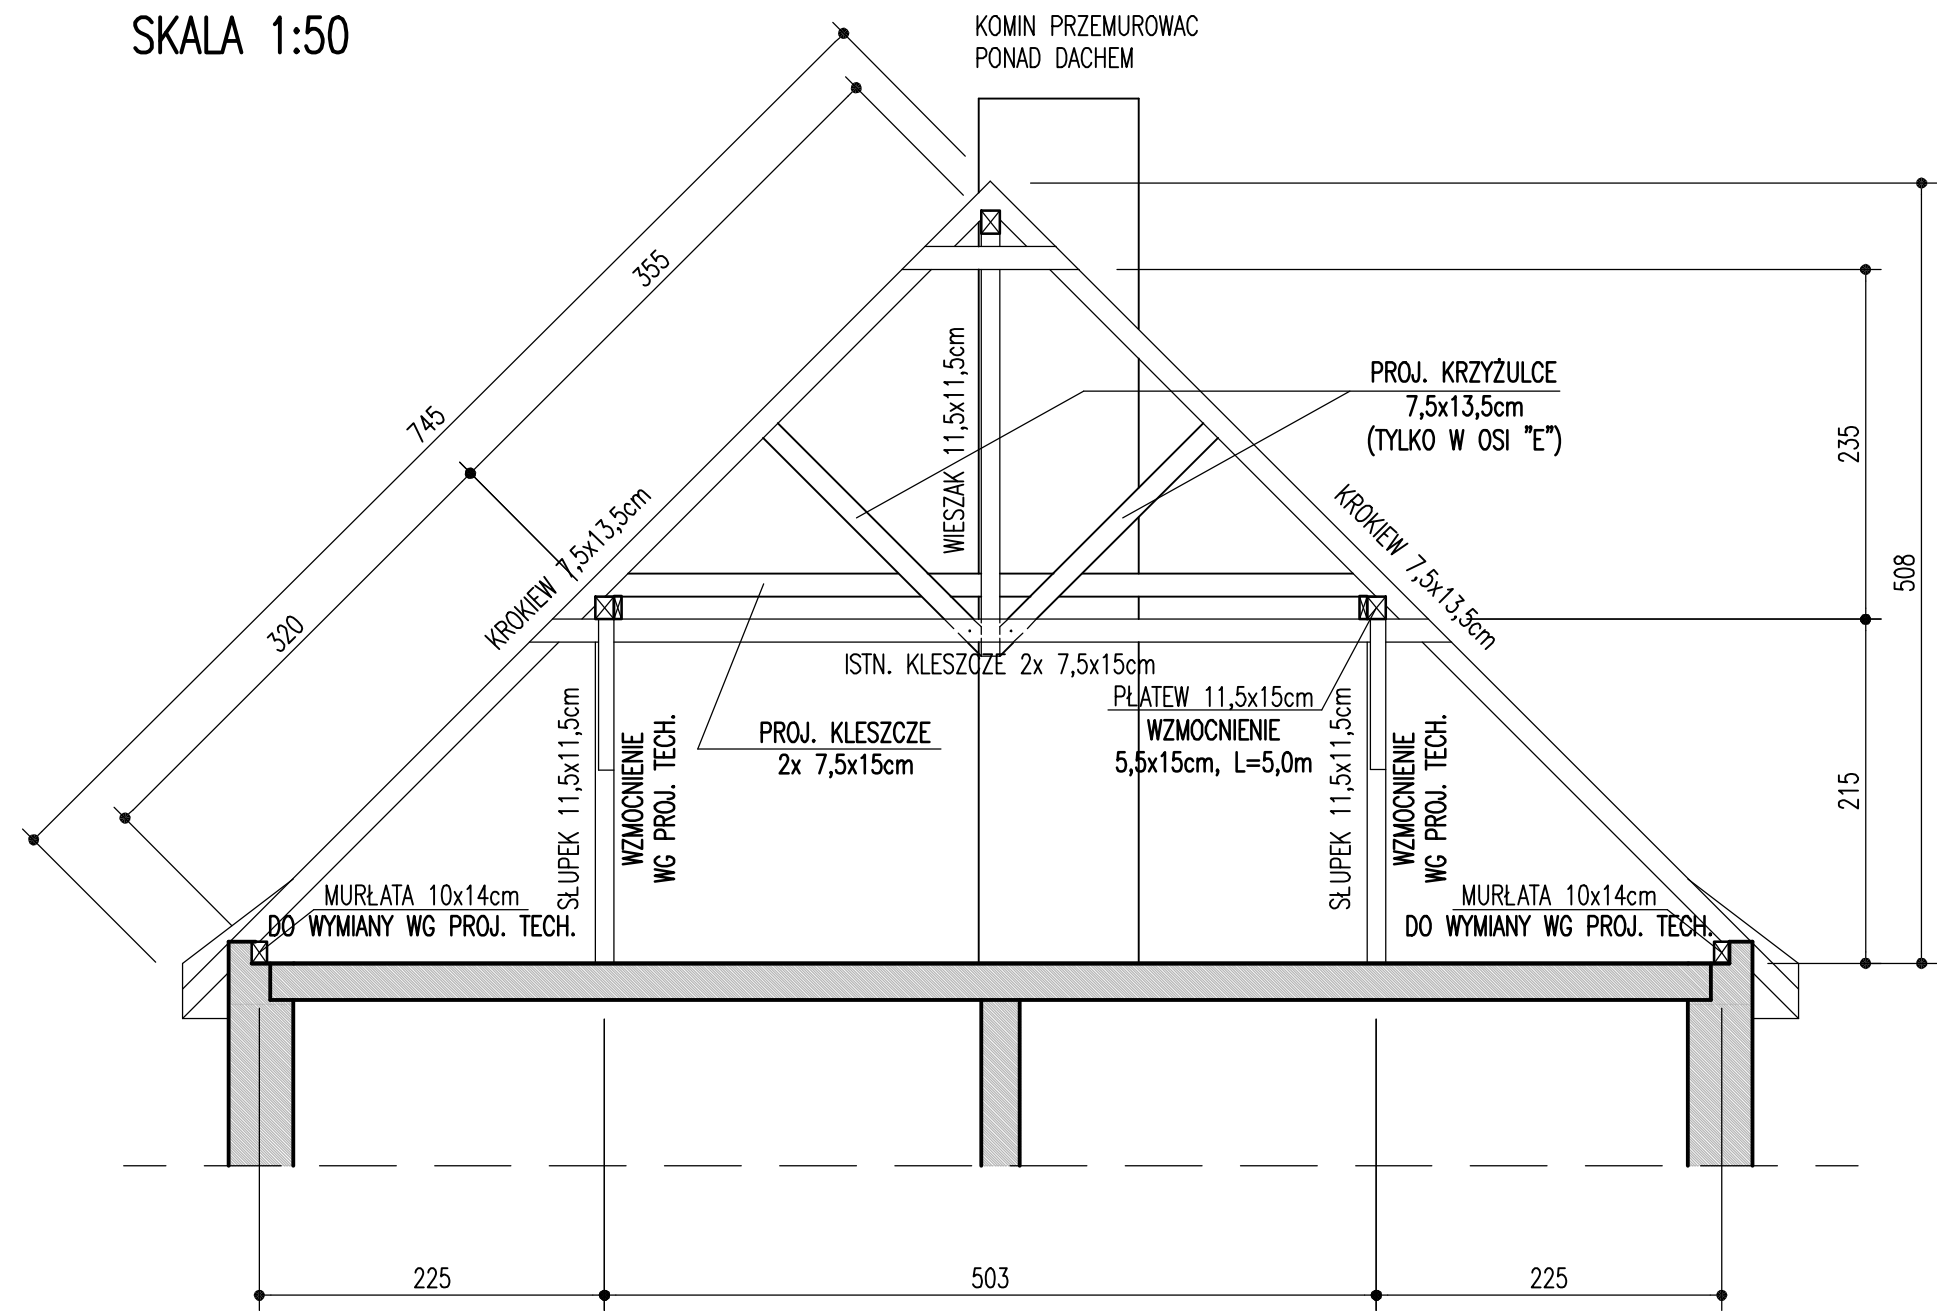 SKALA 1:50
KOMIN PRZEMUROWAC
PONAD DACHEM
355
745
320
KROKIEW 7,5x13,5cm
WIESZAK 11,5x11,5cm
PROJ. KRZYŻULCE
7,5x13,5cm
(TYLKO W OSI "E")
KROKIEW 7,5x13,5cm
235
508
215
ISTN. KLESZCZE 2x 7,5x15cm
PROJ. KLESZCZE
2x 7,5x15cm
PŁATEW 11,5x15cm
WZMOCNIENIE
5,5x15cm, L=5,0m
SŁUPEK 11,5x11,5cm
WZMOCNIENIE
WG PROJ. TECH.
SŁUPEK 11,5x11,5cm
WZMOCNIENIE
WG PROJ. TECH.
MURŁATA 10x14cm
DO WYMIANY WG PROJ. TECH.
MURŁATA 10x14cm
DO WYMIANY WG PROJ. TECH.
225
503
225